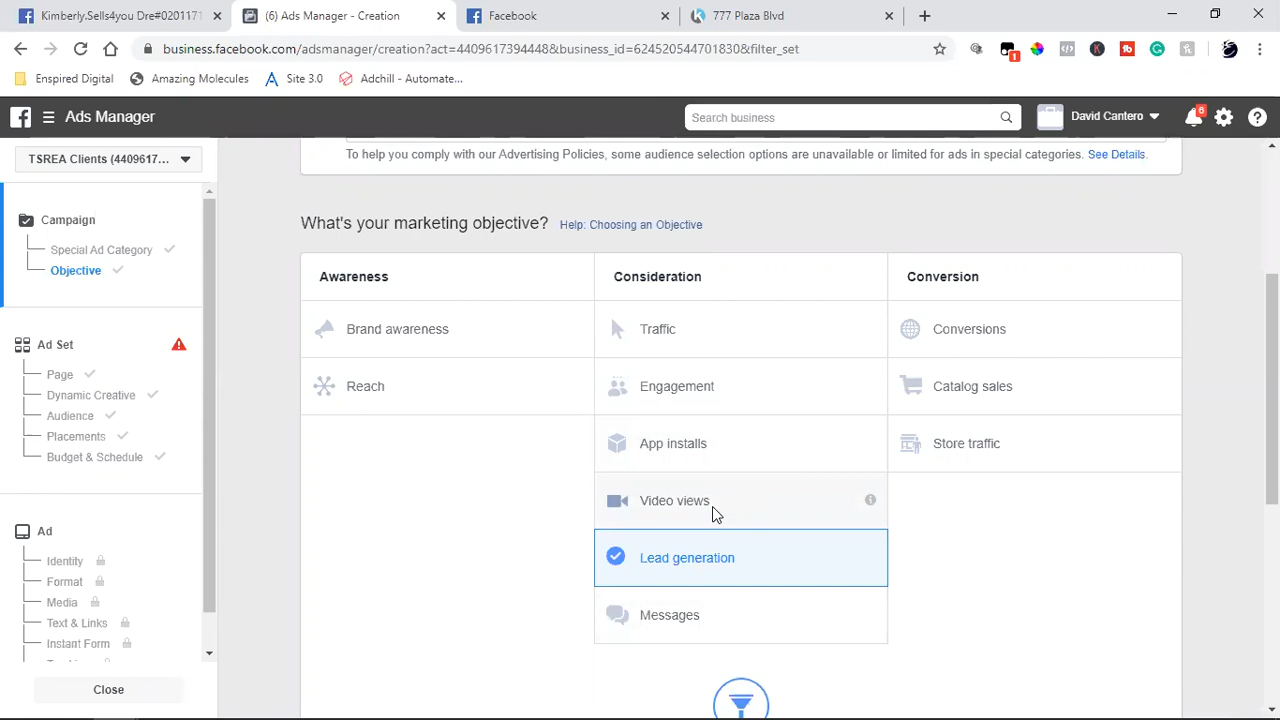 Kimberly.Sells4you Dre#0201171
(6) Ads Manager - Creation
Facebook
777 Plaza Blvd
business.facebook.com/adsmanager/creation?act=4409617394448&business_id=624520544701830&filter_set
1
Enspired Digital
Amazing Molecules
Site 3.0
Adchill - Automate...
Ads Manager
Search business
David Cantero
6
TSREA Clients (4409617...
To help you comply with our Advertising Policies, some audience selection options are unavailable or limited for ads in special categories. See Details.
Campaign
Special Ad Category
Objective
Ad Set
Page
Dynamic Creative
Audience
Placements
Budget & Schedule
Ad
Identity
Format
Media
Text & Links
Instant Form
Close
What's your marketing objective? Help: Choosing an Objective
Awareness
Consideration
Conversion
Brand awareness
Traffic
Conversions
Reach
Engagement
Catalog sales
App installs
Store traffic
Video views
Lead generation
Messages